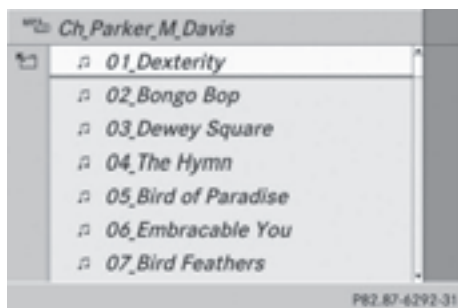 MP3 Ch_Parker_M_Davis
01_Dexterity
02_Bongo Bop
03_Dewey Square
04_The Hymn
05_Bird of Paradise
06_Embracable You
07_Bird Feathers
P82.87-6292-31